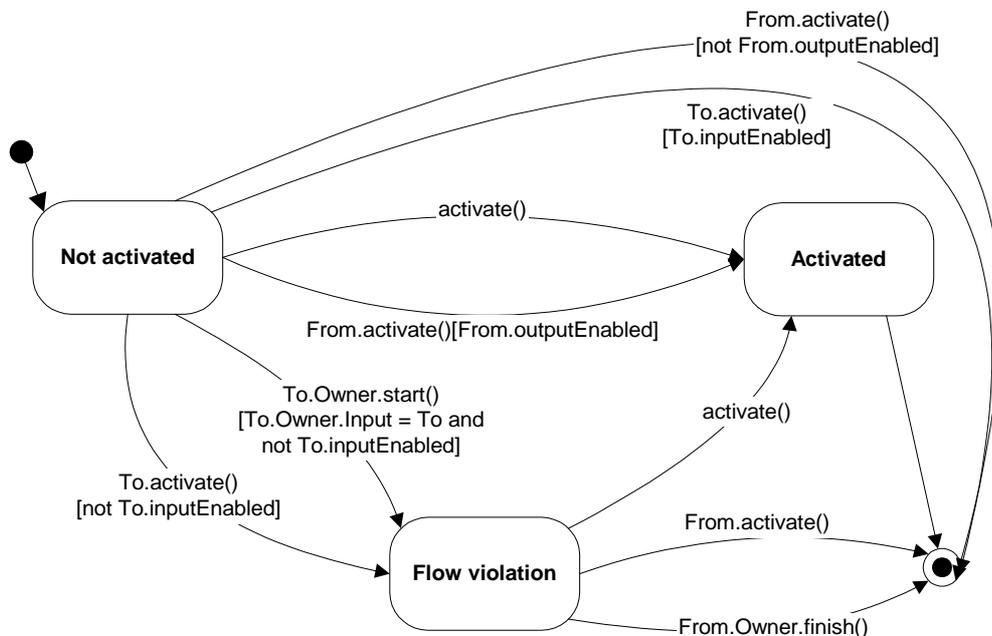 From.activate()
[not From.outputEnabled]
To.activate()
[To.inputEnabled]
activate()
Not activated
Activated
From.activate()[From.outputEnabled]
To.Owner.start()
[To.Owner.Input = To and
not To.inputEnabled]
activate()
To.activate()
[not To.inputEnabled]
From.activate()
Flow violation
From.Owner.finish()